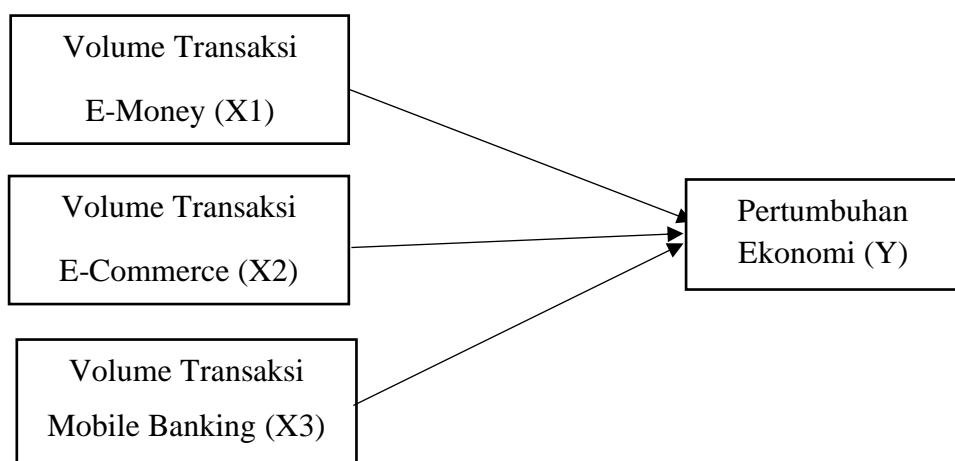 Volume Transaksi
E-Money (X1)
Volume Transaksi
E-Commerce (X2)
Volume Transaksi
Mobile Banking (X3)
Pertumbuhan
Ekonomi (Y)